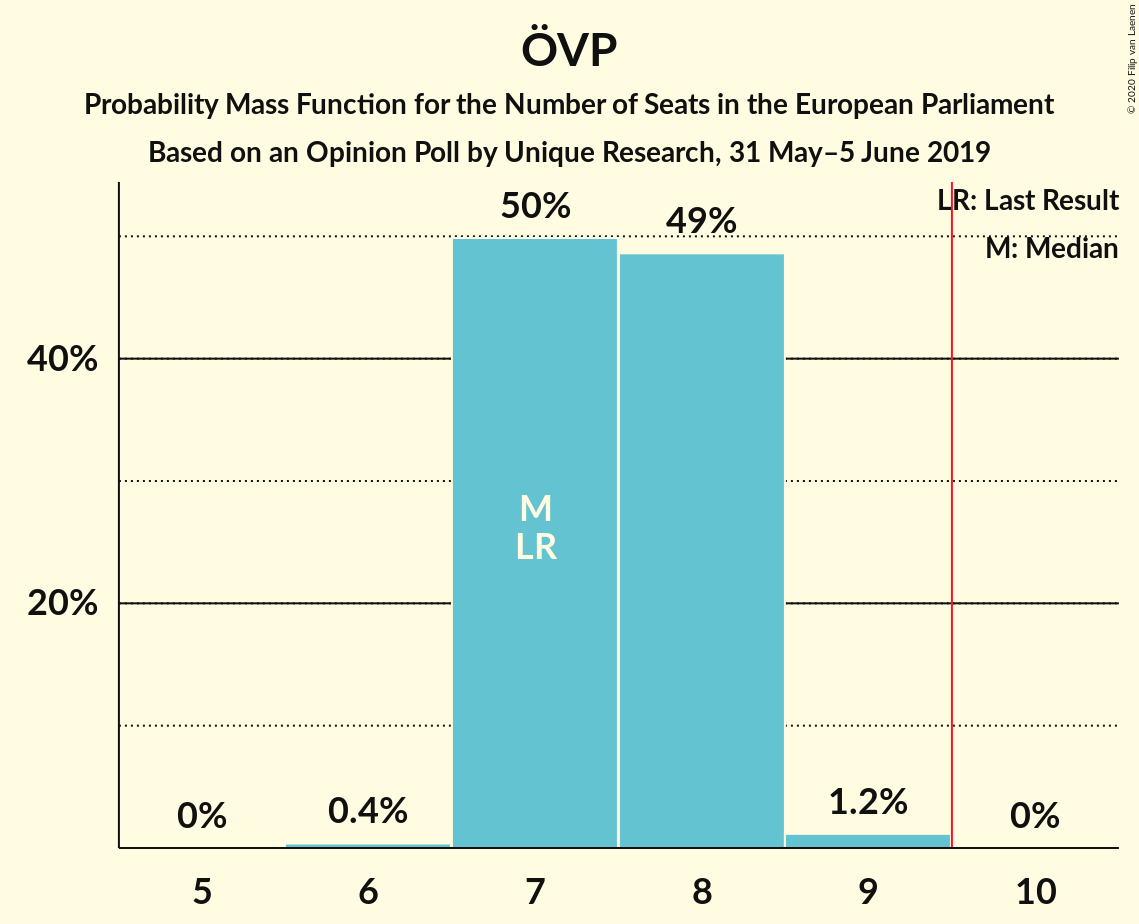 ÖVP
Probability Mass Function for the Number of Seats in the European Parliament
Based on an Opinion Poll by Unique Research, 31 May–5 June 2019
© 2020 Filip van Laenen
LR: Last Result
M: Median
50%
49%
40%
M
LR
20%
0%
0.4%
1.2%
0%
5 6 7 8 9 10